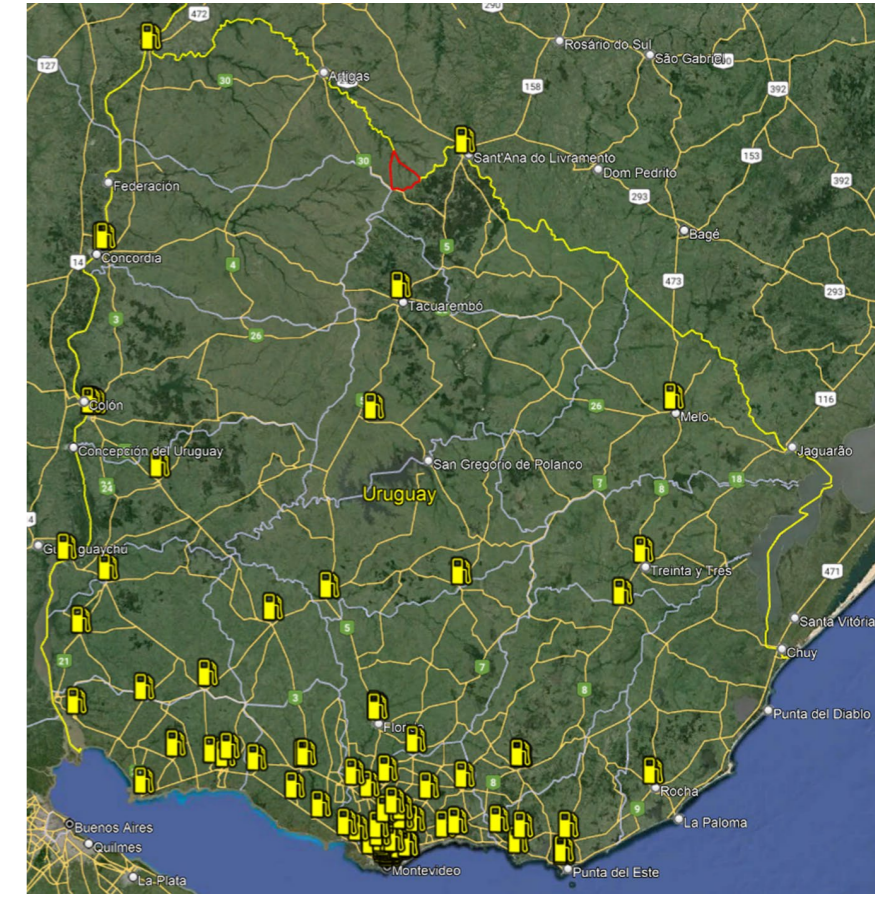 290
472
Rosário do Sul
São Gabriel
127
Artigas
30
158
392
153
30
Sant'Ana do Livramento
Dom Pedrito
Federación
293
392
Bagé
5
Concordia
14
4
473
293
Tacuarembó
3
26
116
Colón
26
Melo
Concepción del Uruguay
Jaguarão
San Gregorio de Polanco
7
18
8
24
Uruguay
Treinta y Tres
471
Santa Vitória
5
Chuy
21
7
8
3
Punta del Diablo
8
Rocha
9
La Paloma
Buenos Aires
Quilmes
Montevideo
Punta del Este
La Plata